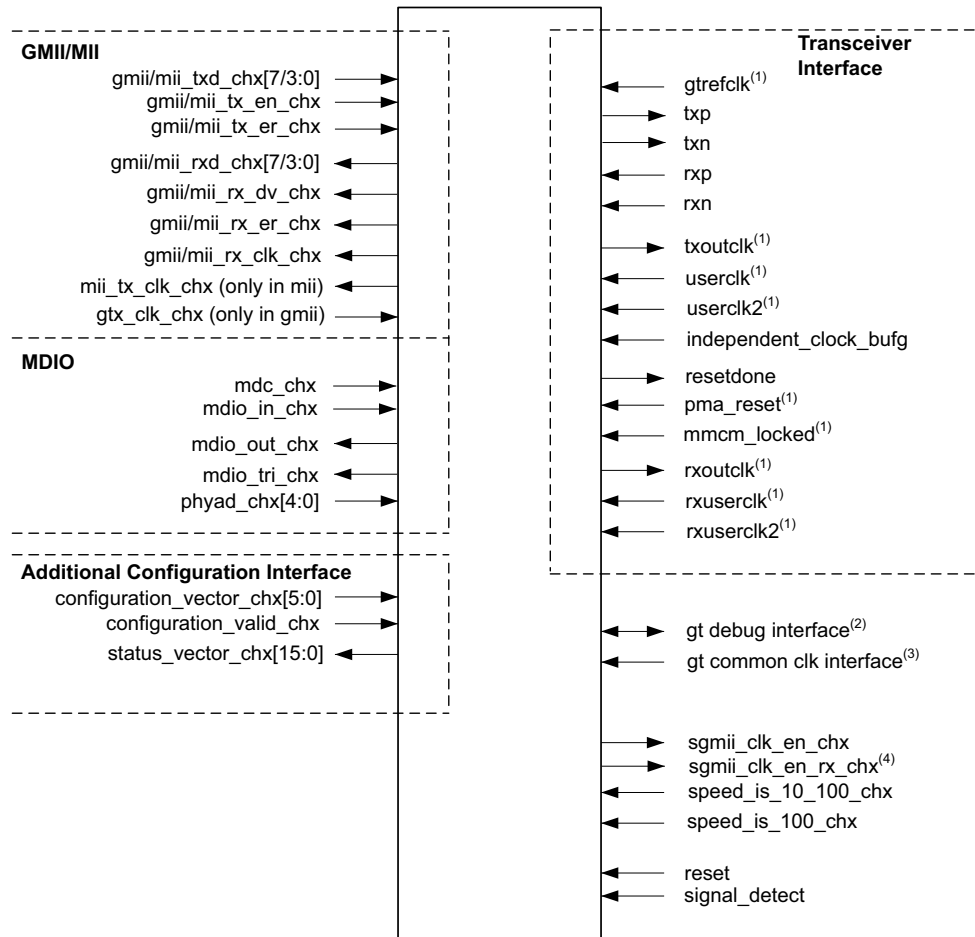 GMII/MII
gmii/mii_txd_chx[7/3:0]
gmii/mii_tx_en_chx
gmii/mii_tx_er_chx
gmii/mii_rxd_chx[7/3:0]
gmii/mii_rx_dv_chx
gmii/mii_rx_er_chx
gmii/mii_rx_clk_chx
mii_tx_clk_chx (only in mii)
gtx_clk_chx (only in gmii)
MDIO
mdc_chx
mdio_in_chx
mdio_out_chx
mdio_tri_chx
phyad_chx[4:0]
Additional Configuration Interface
configuration_vector_chx[5:0]
configuration_valid_chx
status_vector_chx[15:0]
Transceiver
Interface
gtrefclk(1)
txp
txn
rxp
rxn
txoutclk(1)
userclk(1)
userclk2(1)
independent_clock_bufg
resetdone
pma_reset(1)
mmcm_locked(1)
rxoutclk(1)
rxuserclk(1)
rxuserclk2(1)
gt debug interface(2)
gt common clk interface(3)
sgmii_clk_en_chx
sgmii_clk_en_rx_chx(4)
speed_is_10_100_chx
speed_is_100_chx
reset
signal_detect